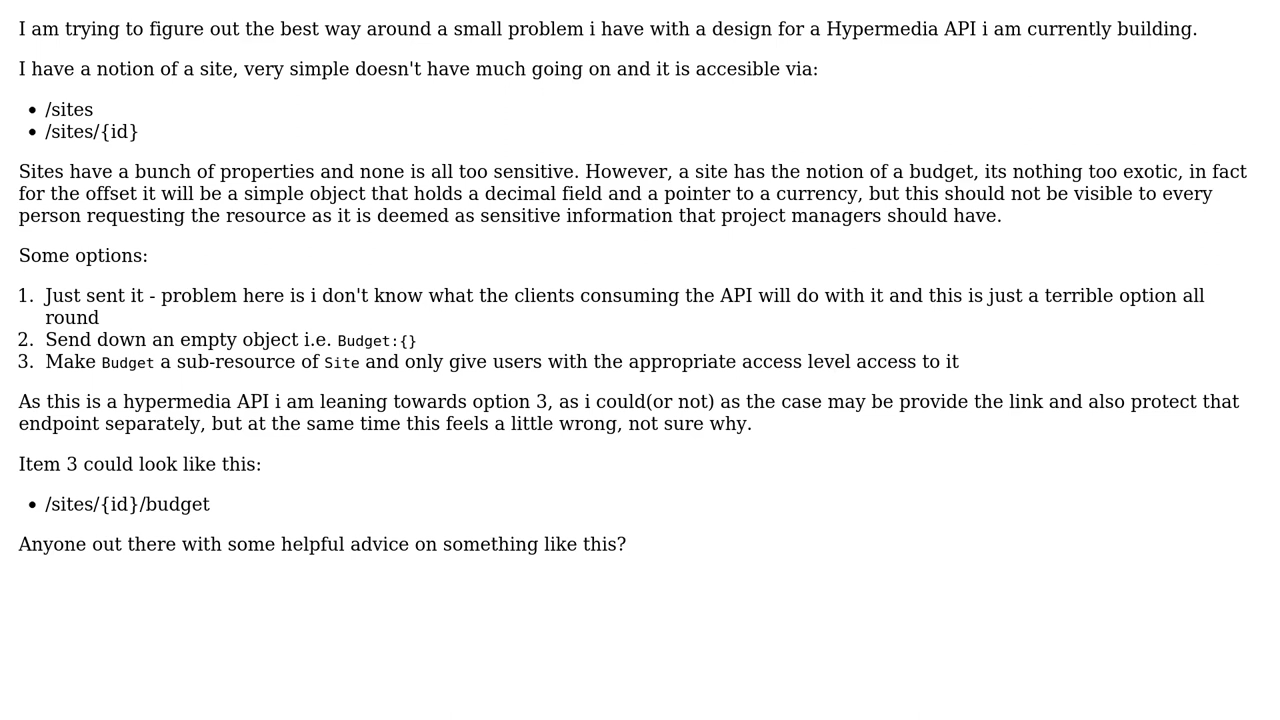 I am trying to figure out the best way around a small problem i have with a design for a Hypermedia API i am currently building.
I have a notion of a site, very simple doesn't have much going on and it is accesible via:
• /sites
• /sites/{id}
Sites have a bunch of properties and none is all too sensitive. However, a site has the notion of a budget, its nothing too exotic, in fact
for the offset it will be a simple object that holds a decimal field and a pointer to a currency, but this should not be visible to every
person requesting the resource as it is deemed as sensitive information that project managers should have.
Some options:
1. Just sent it - problem here is i don't know what the clients consuming the API will do with it and this is just a terrible option all
round
2. Send down an empty object i.e. Budget:{}
3. Make Budget a sub-resource of Site and only give users with the appropriate access level access to it
As this is a hypermedia API i am leaning towards option 3, as i could(or not) as the case may be provide the link and also protect that
endpoint separately, but at the same time this feels a little wrong, not sure why.
Item 3 could look like this:
• /sites/{id}/budget
Anyone out there with some helpful advice on something like this?